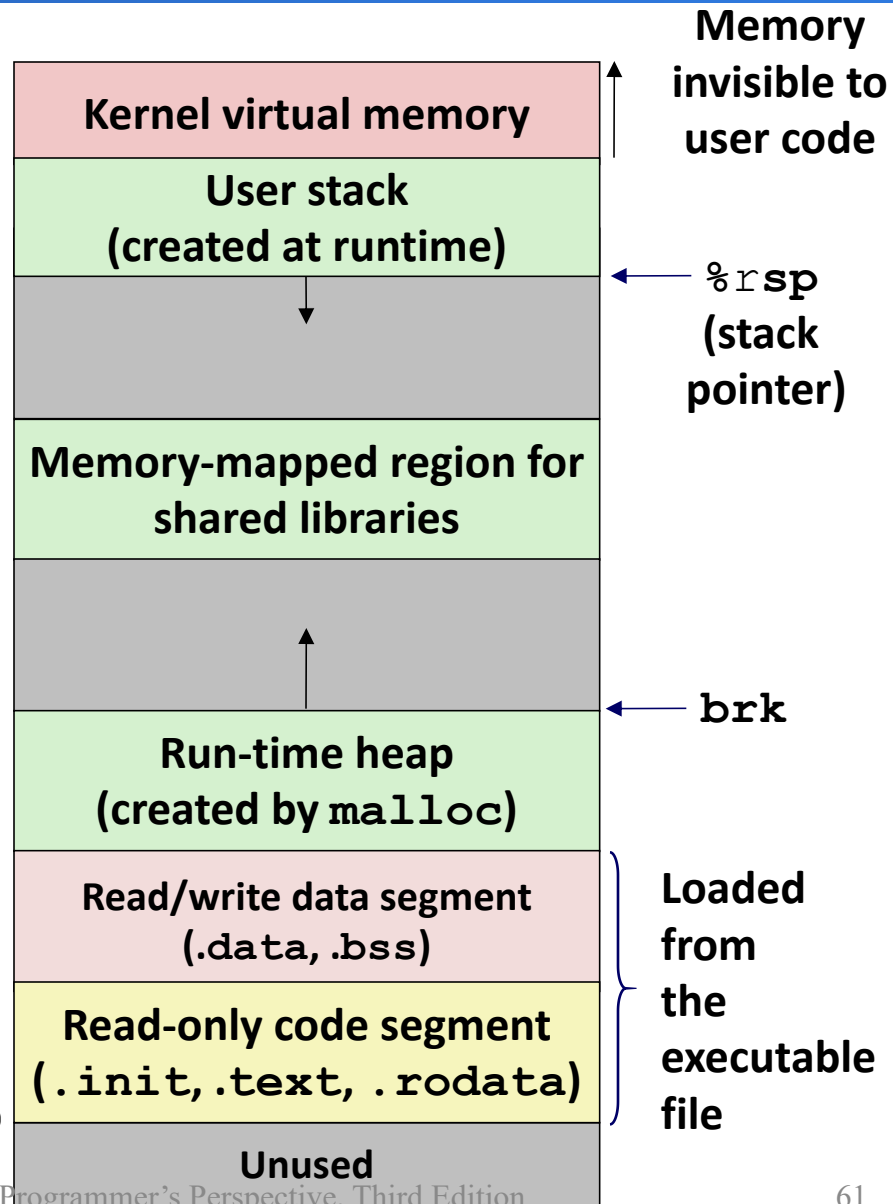 Memory
invisible to
user code
Kernel virtual memory
User stack
(created at runtime)
%rsp
(stack
pointer)
Memory-mapped region for
shared libraries
brk
Run-time heap
(created by malloc)
Read/write data segment
(.data, .bss)
Loaded
from
the
executable
file
Read-only code segment
(.init, .text, .rodata)
Unused
Programmer's Perspective, Third Edition
61